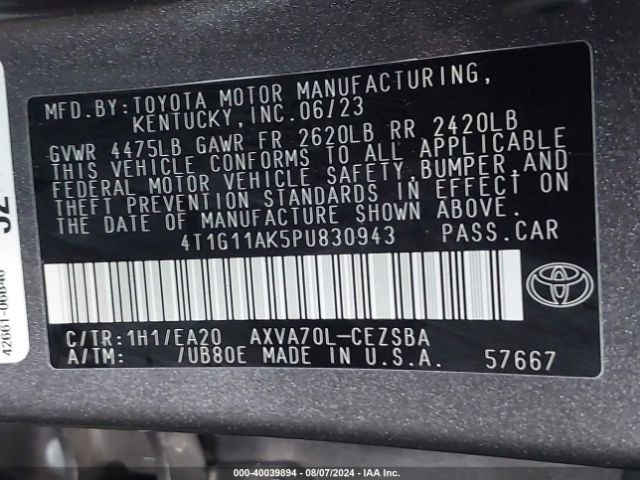 MFD.BY:TOYOTA MOTOR MANUFACTURING,
KENTUCKY,INC.06/23
GVWR 4475LB GAWR FR 2620LB RR 2420LB
THIS VEHICLE CONFORMS TO ALL APPLICABLE
FEDERAL MOTOR VEHICLE SAFETY,BUMPER,AND
THEFT PREVENTION STANDARDS IN EFFECT ON
THE DATE OF MANUFACTURE SHOWN ABOVE.
4T1G11AK5PU830943 PASS.CAR
TOYOTA
C/TR:1H1/EA20 AXVA70L-CEZSBA
A/TM: /UB80E MADE IN U.S.A. 57667
42661-06B40
000-40039894 - 08/07/2024 - IAA Inc.